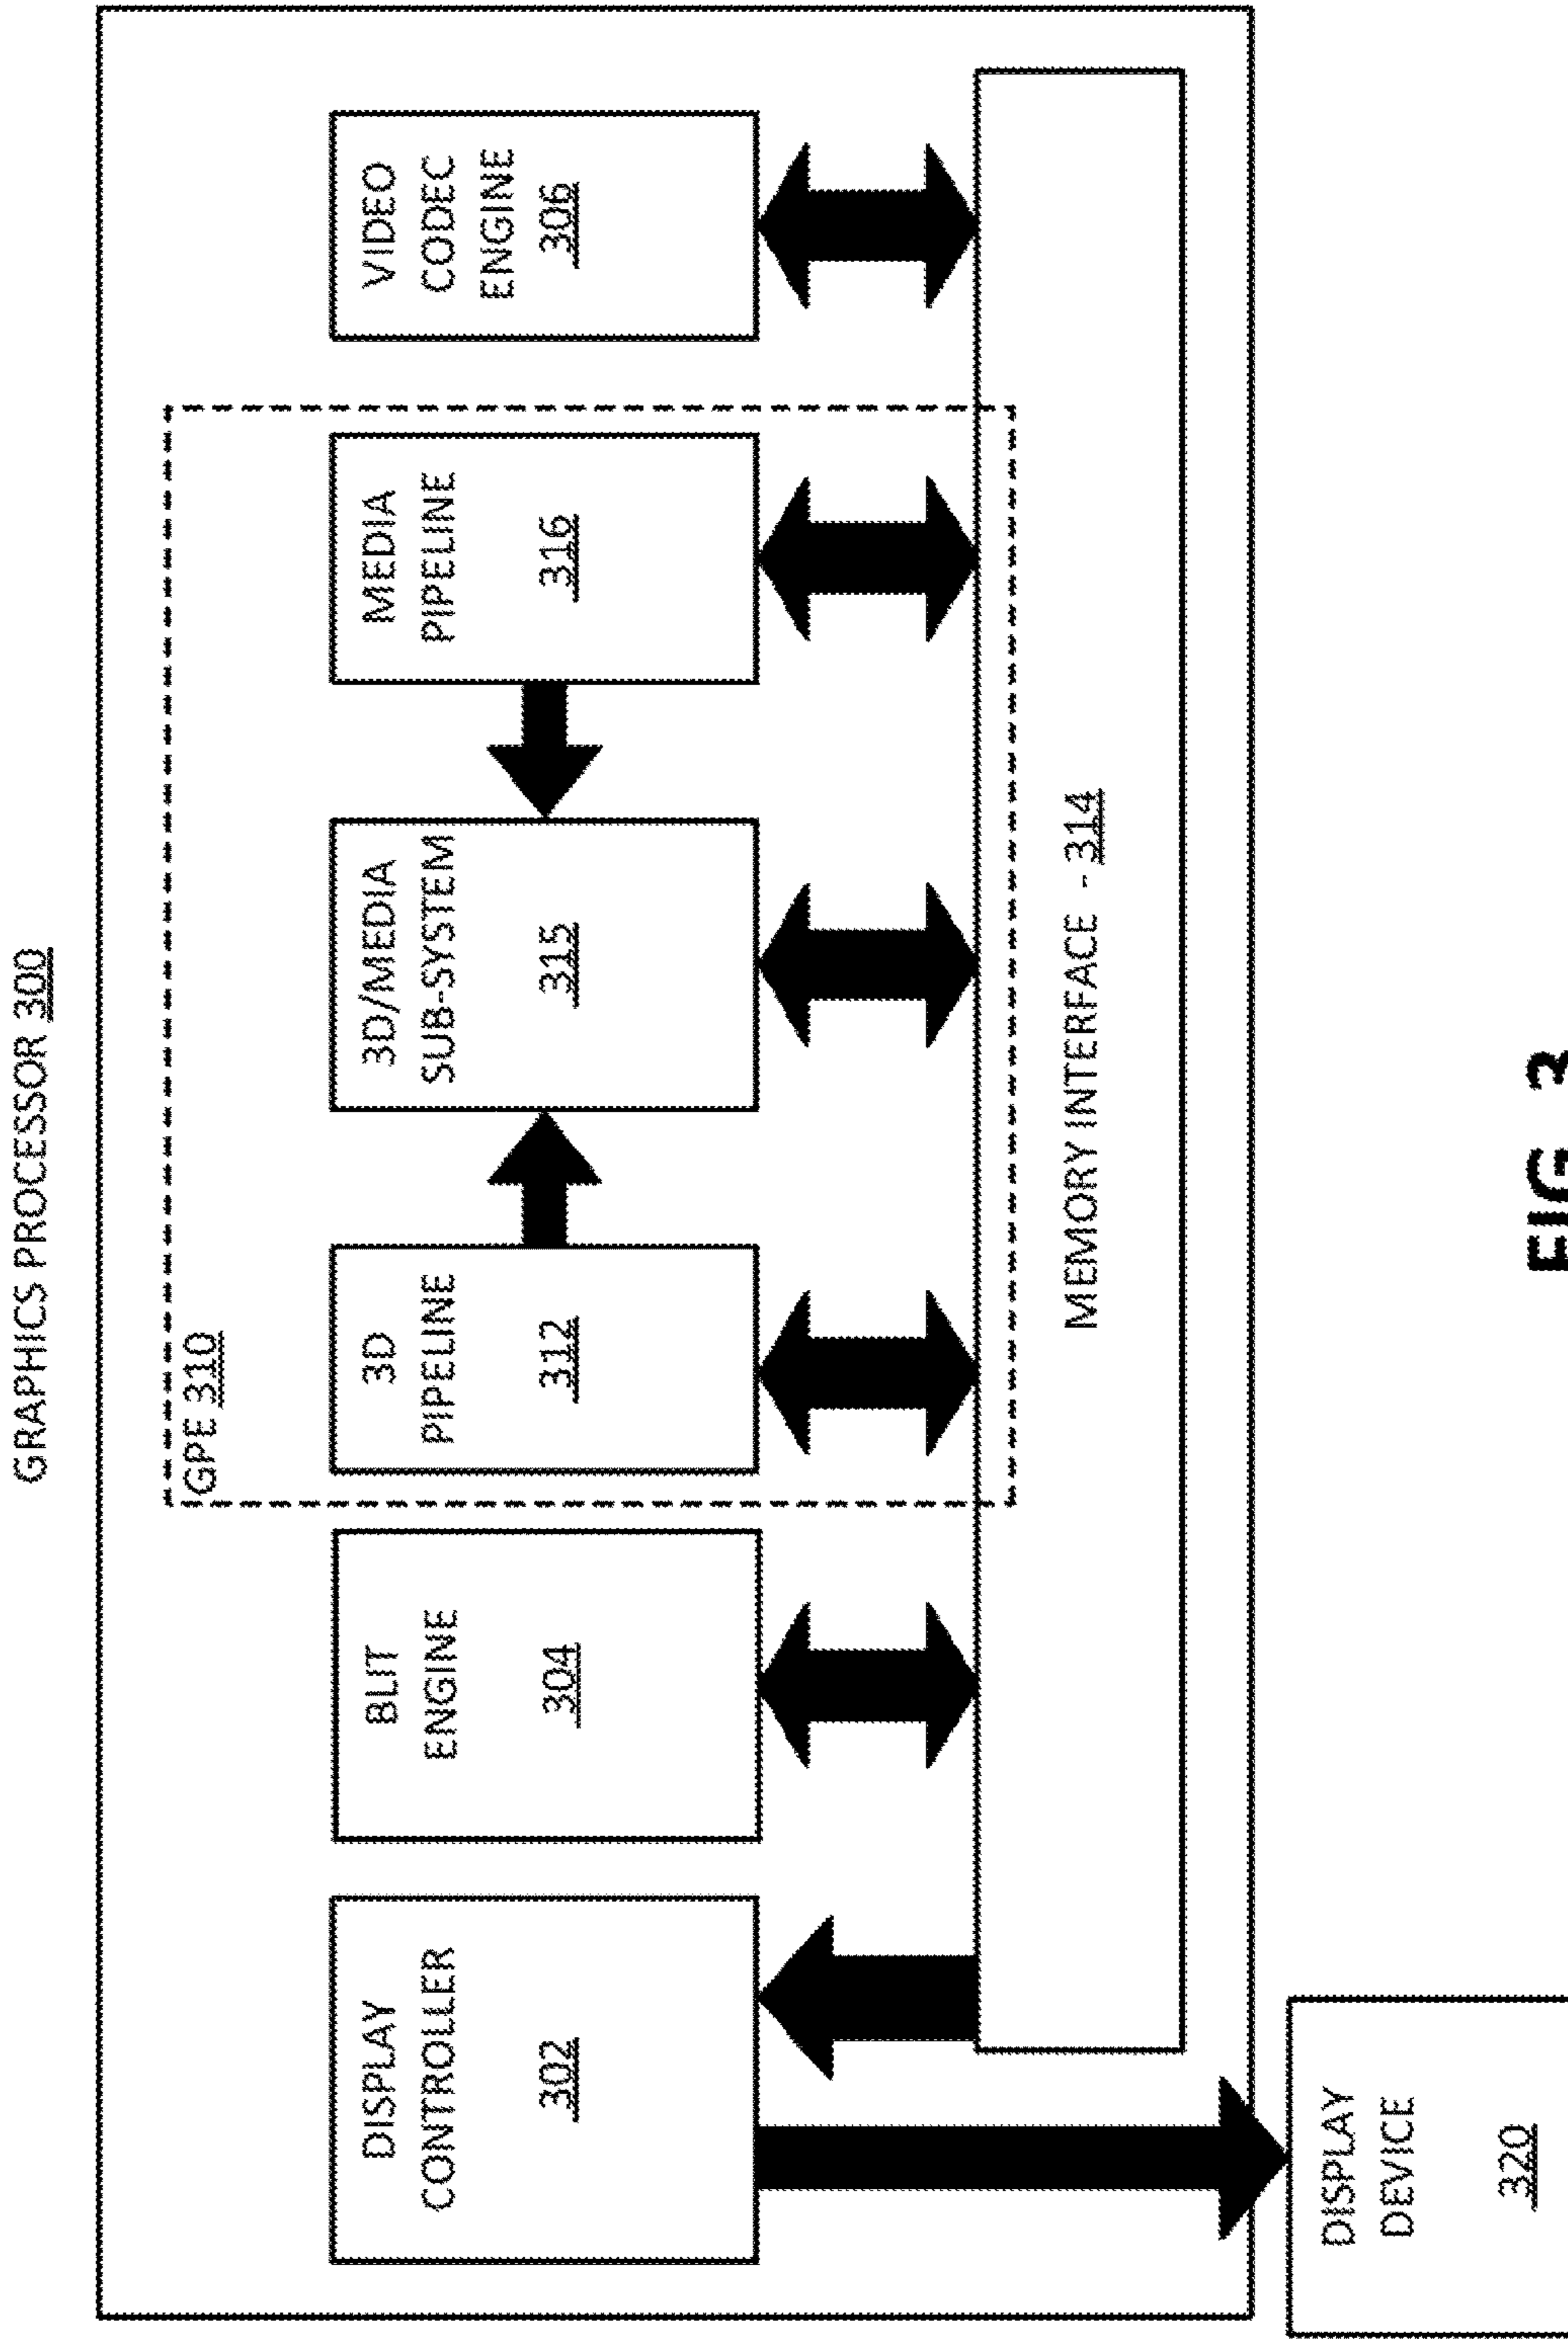 GRAPHICS PROCESSOR 300
GPE 310
DISPLAY
CONTROLLER
302
BLIT
ENGINE
304
3D
PIPELINE
312
3D/MEDIA
SUB-SYSTEM
315
MEDIA
PIPELINE
316
VIDEO
CODEC
ENGINE
306
MEMORY INTERFACE - 314
DISPLAY
DEVICE
320
FIG. 3